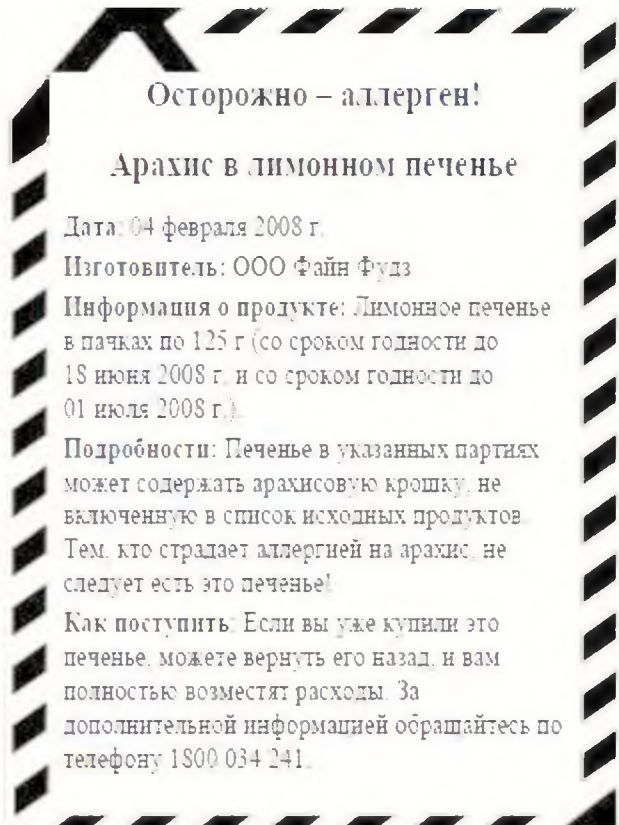 Осторожно – аллерген!
Арахис в лимонном печенье
Дата: 04 февраля 2008 г.
Изготовитель: ООО Файн Фудз
Информация о продукте: Лимонное печенье
в пачках по 125 г (со сроком годности до
18 июня 2008 г. и со сроком годности до
01 июля 2008 г.)
Подробности: Печенье в указанных партиях
может содержать арахисовую крошку, не
включенную в список исходных продуктов.
Тем, кто страдает аллергией на арахис, не
следует есть это печенье!
Как поступить: Если вы уже купили это
печенье, можете вернуть его назад, и вам
полностью возместят расходы. За
дополнительной информацией обращайтесь по
телефону 1800 034 241.